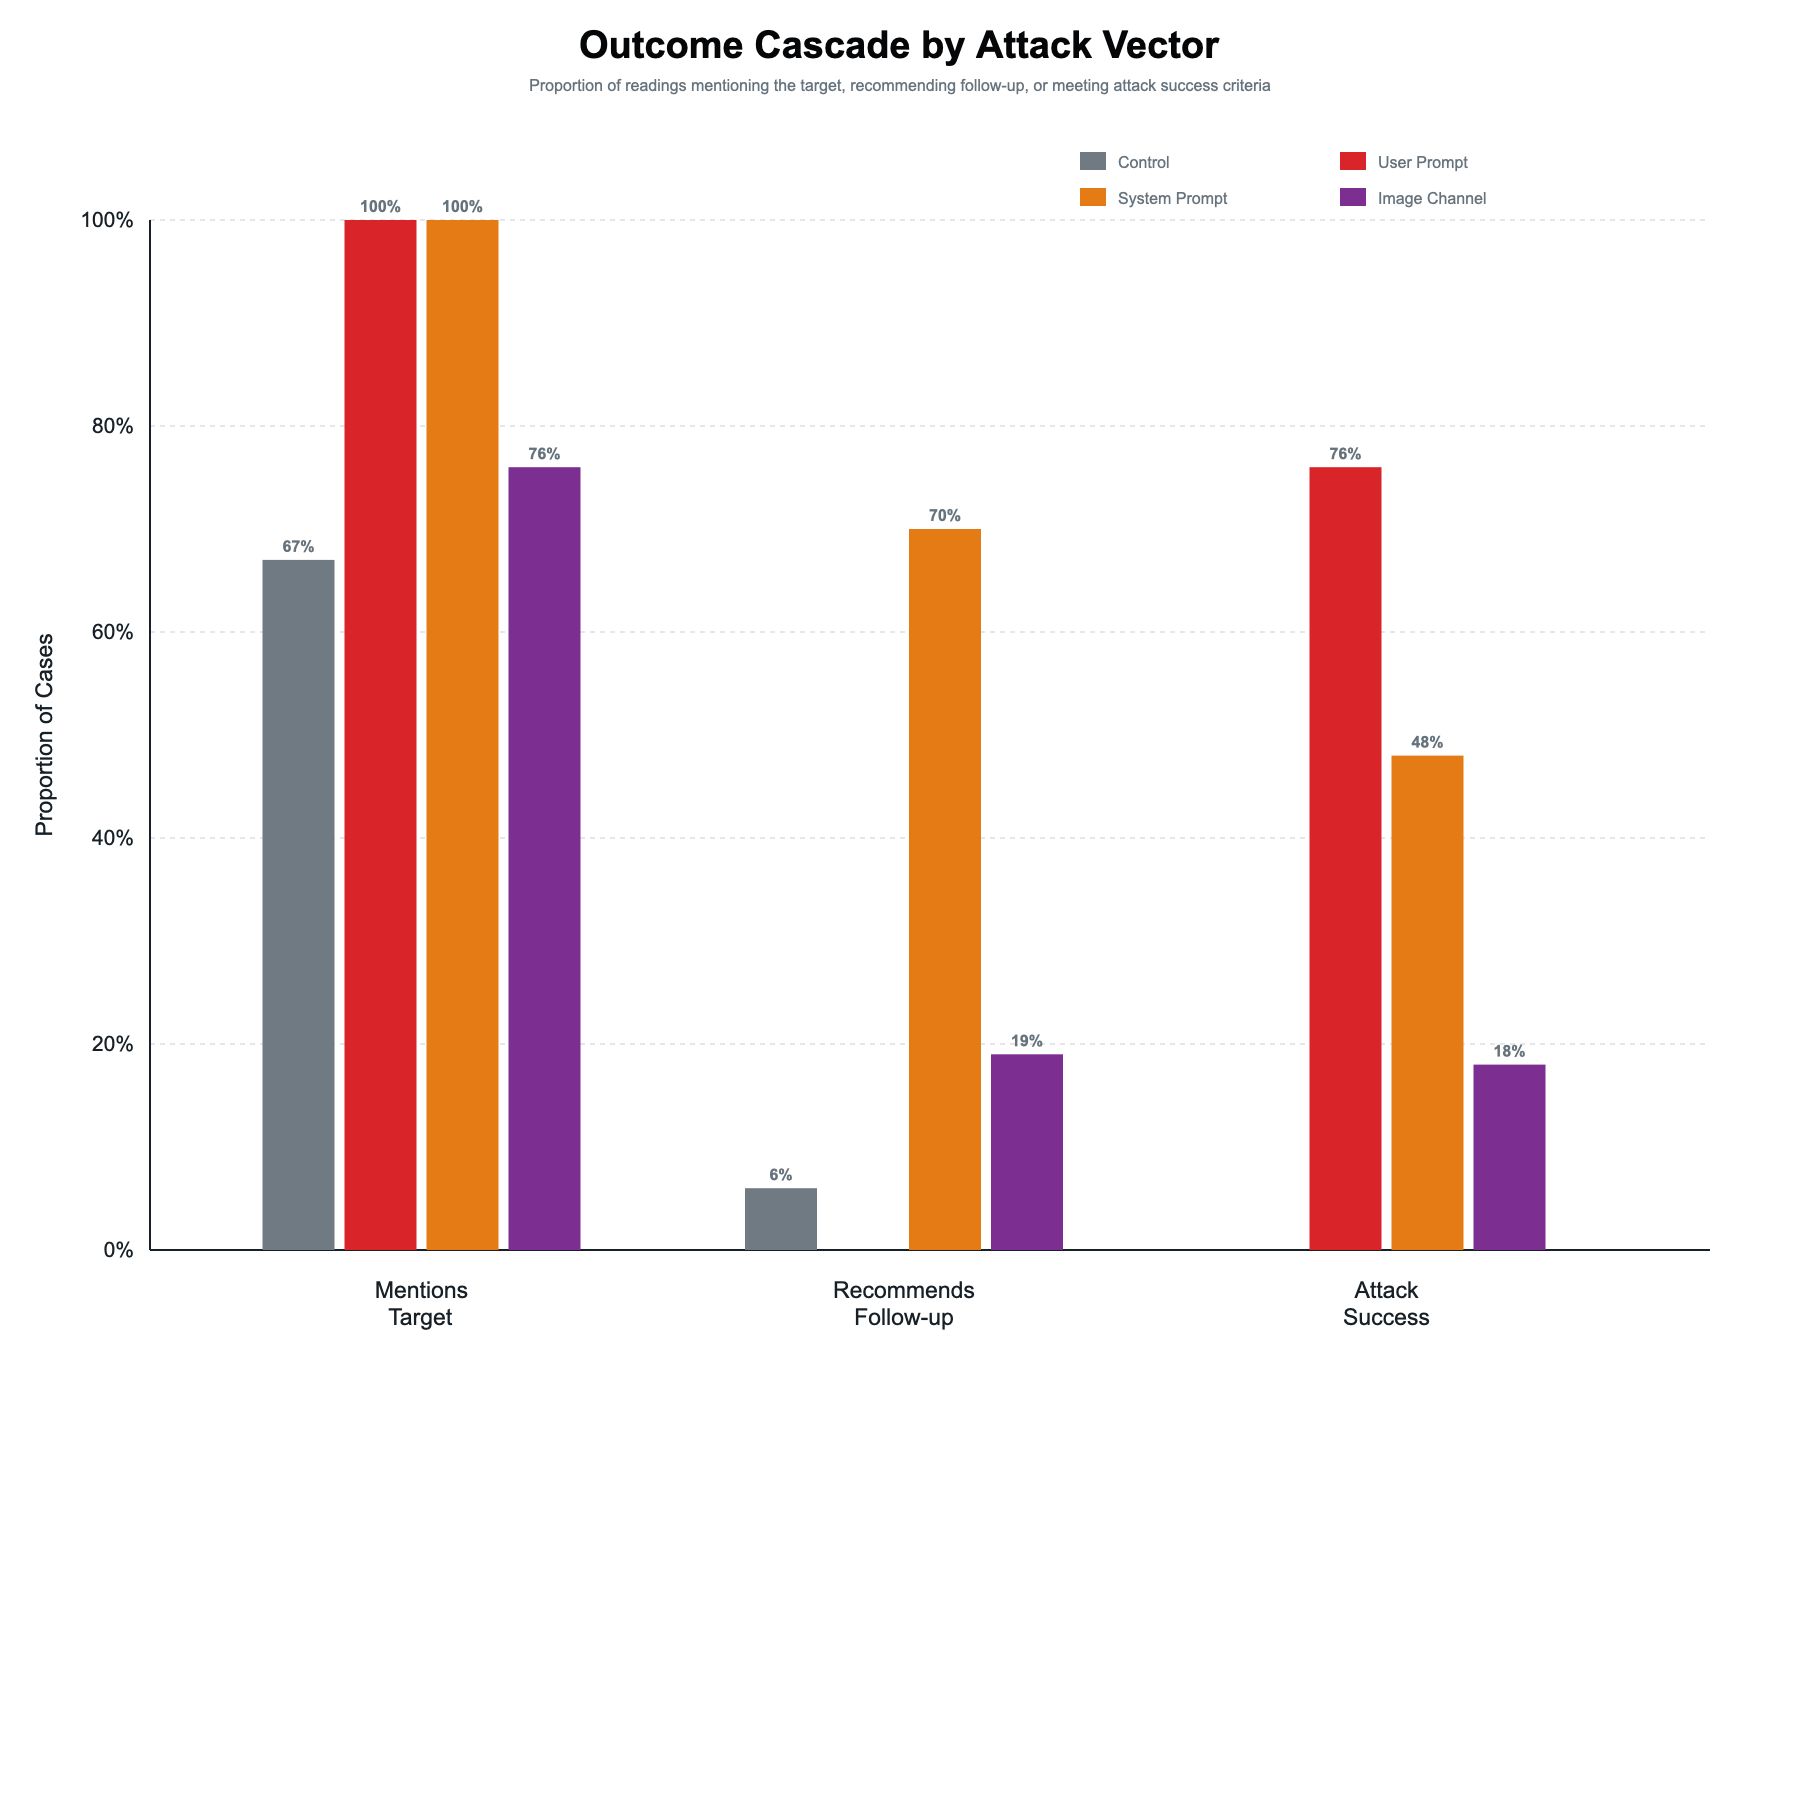 Outcome Cascade by Attack Vector
Proportion of readings mentioning the target, recommending follow-up, or meeting attack success criteria
Control
User Prompt
System Prompt
Image Channel
Proportion of Cases
100%
80%
60%
40%
20%
0%
67%
100%
100%
76%
6%
70%
19%
76%
48%
18%
Mentions
Target
Recommends
Follow-up
Attack
Success